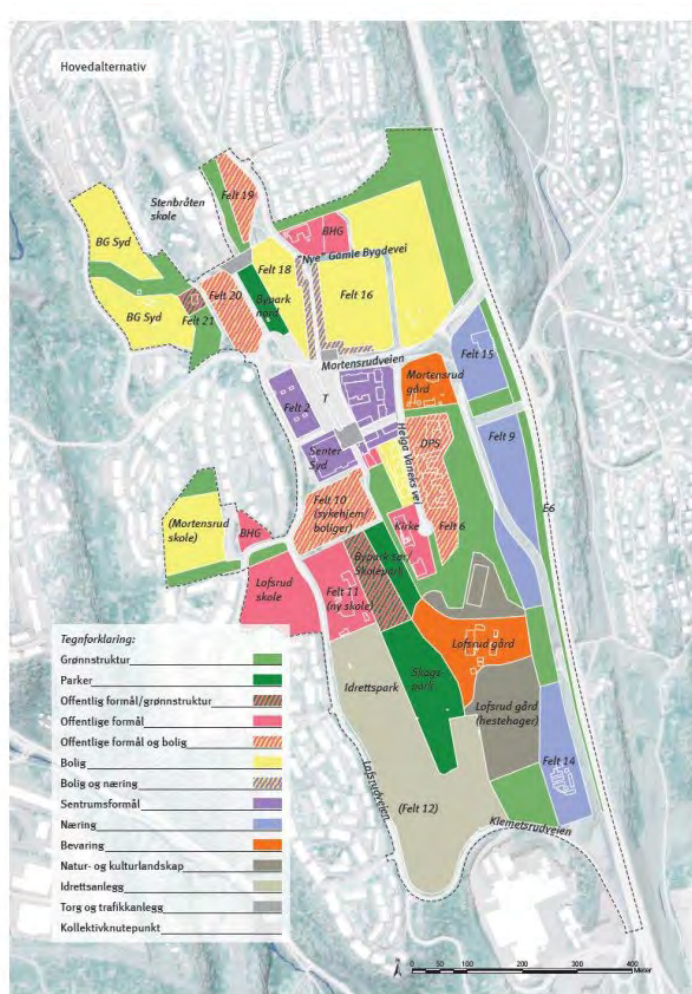 Hovedalternativ
Stenbråten
skole
Felt 19
BG Syd
BHG
"Nye" Gamle Bygdevei
Felt 18
Felt 20
Bypark
nord
Felt 16
BG Syd
Felt 21
Mortensrudveien
Felt 15
Mortensrud
gård
Felt 2
T
Helga Vaneks vei
DPS
Felt 9
Senter
Syd
E6
Felt 10
(sykehjem/
boliger)
Felt 6
(Mortensrud
skole)
BHG
Kirke
Bypark sør/
Skolepark
Lofsrud
skole
Felt 11
(ny skole)
Lofsrud gård
Idrettspark
Skogs
park
Lofsrud gård
(hestehager)
Felt 14
Lofsrudveien
(Felt 12)
Klemetsrudveien
Tegnforklaring:
Grønnstruktur
Parker
Offentlig formål/grønnstruktur
Offentlige formål
Offentlige formål og bolig
Bolig
Bolig og næring
Sentrumsformål
Næring
Bevaring
Natur- og kulturlandskap
Idrettsanlegg
Torg og trafikkanlegg
Kollektivknutepunkt
N
0 50 100 200 300 400
Meter